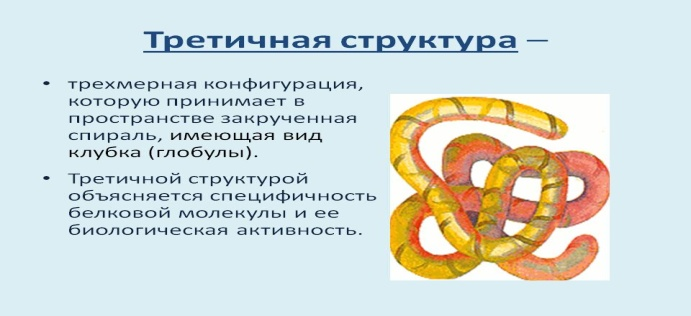 Третичная структура –
• трехмерная конфигурация,
которую принимает в
пространстве закрученная
спираль, имеющая вид
клубка (глобулы).
• Третичной структурой
объясняется специфичность
белковой молекулы и ее
биологическая активность.